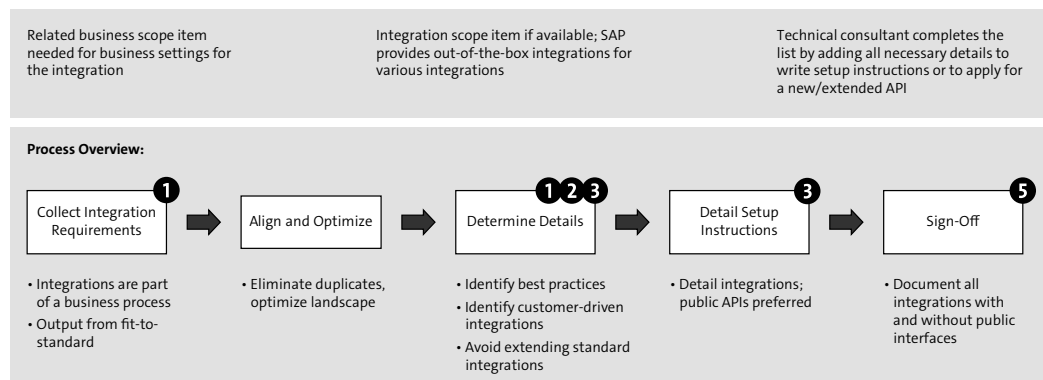 Related business scope item
needed for business settings for
the integration
Integration scope item if available; SAP
provides out-of-the-box integrations for
various integrations
Technical consultant completes the
list by adding all necessary details to
write setup instructions or to apply for
a new/extended API
Process Overview:
1
Collect Integration
Requirements
• Integrations are part
of a business process
• Output from fit-to-
standard
Align and Optimize
• Eliminate duplicates,
optimize landscape
1 2 3
Determine Details
• Identify best practices
• Identify customer-driven
integrations
• Avoid extending standard
integrations
3
Detail Setup
Instructions
• Detail integrations;
public APIs preferred
5
Sign-Off
• Document all
integrations with
and without public
interfaces